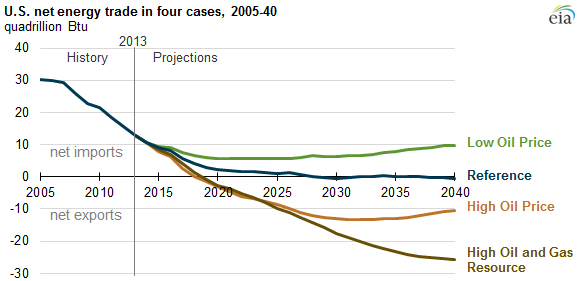 U.S. net energy trade in four cases, 2005-40
quadrillion Btu
eia
2013
History
Projections
40
30
20
10
0
-10
-20
-30
net imports
net exports
2005
2010
2015
2020
2025
2030
2035
2040
Low Oil Price
Reference
High Oil Price
High Oil and Gas
Resource